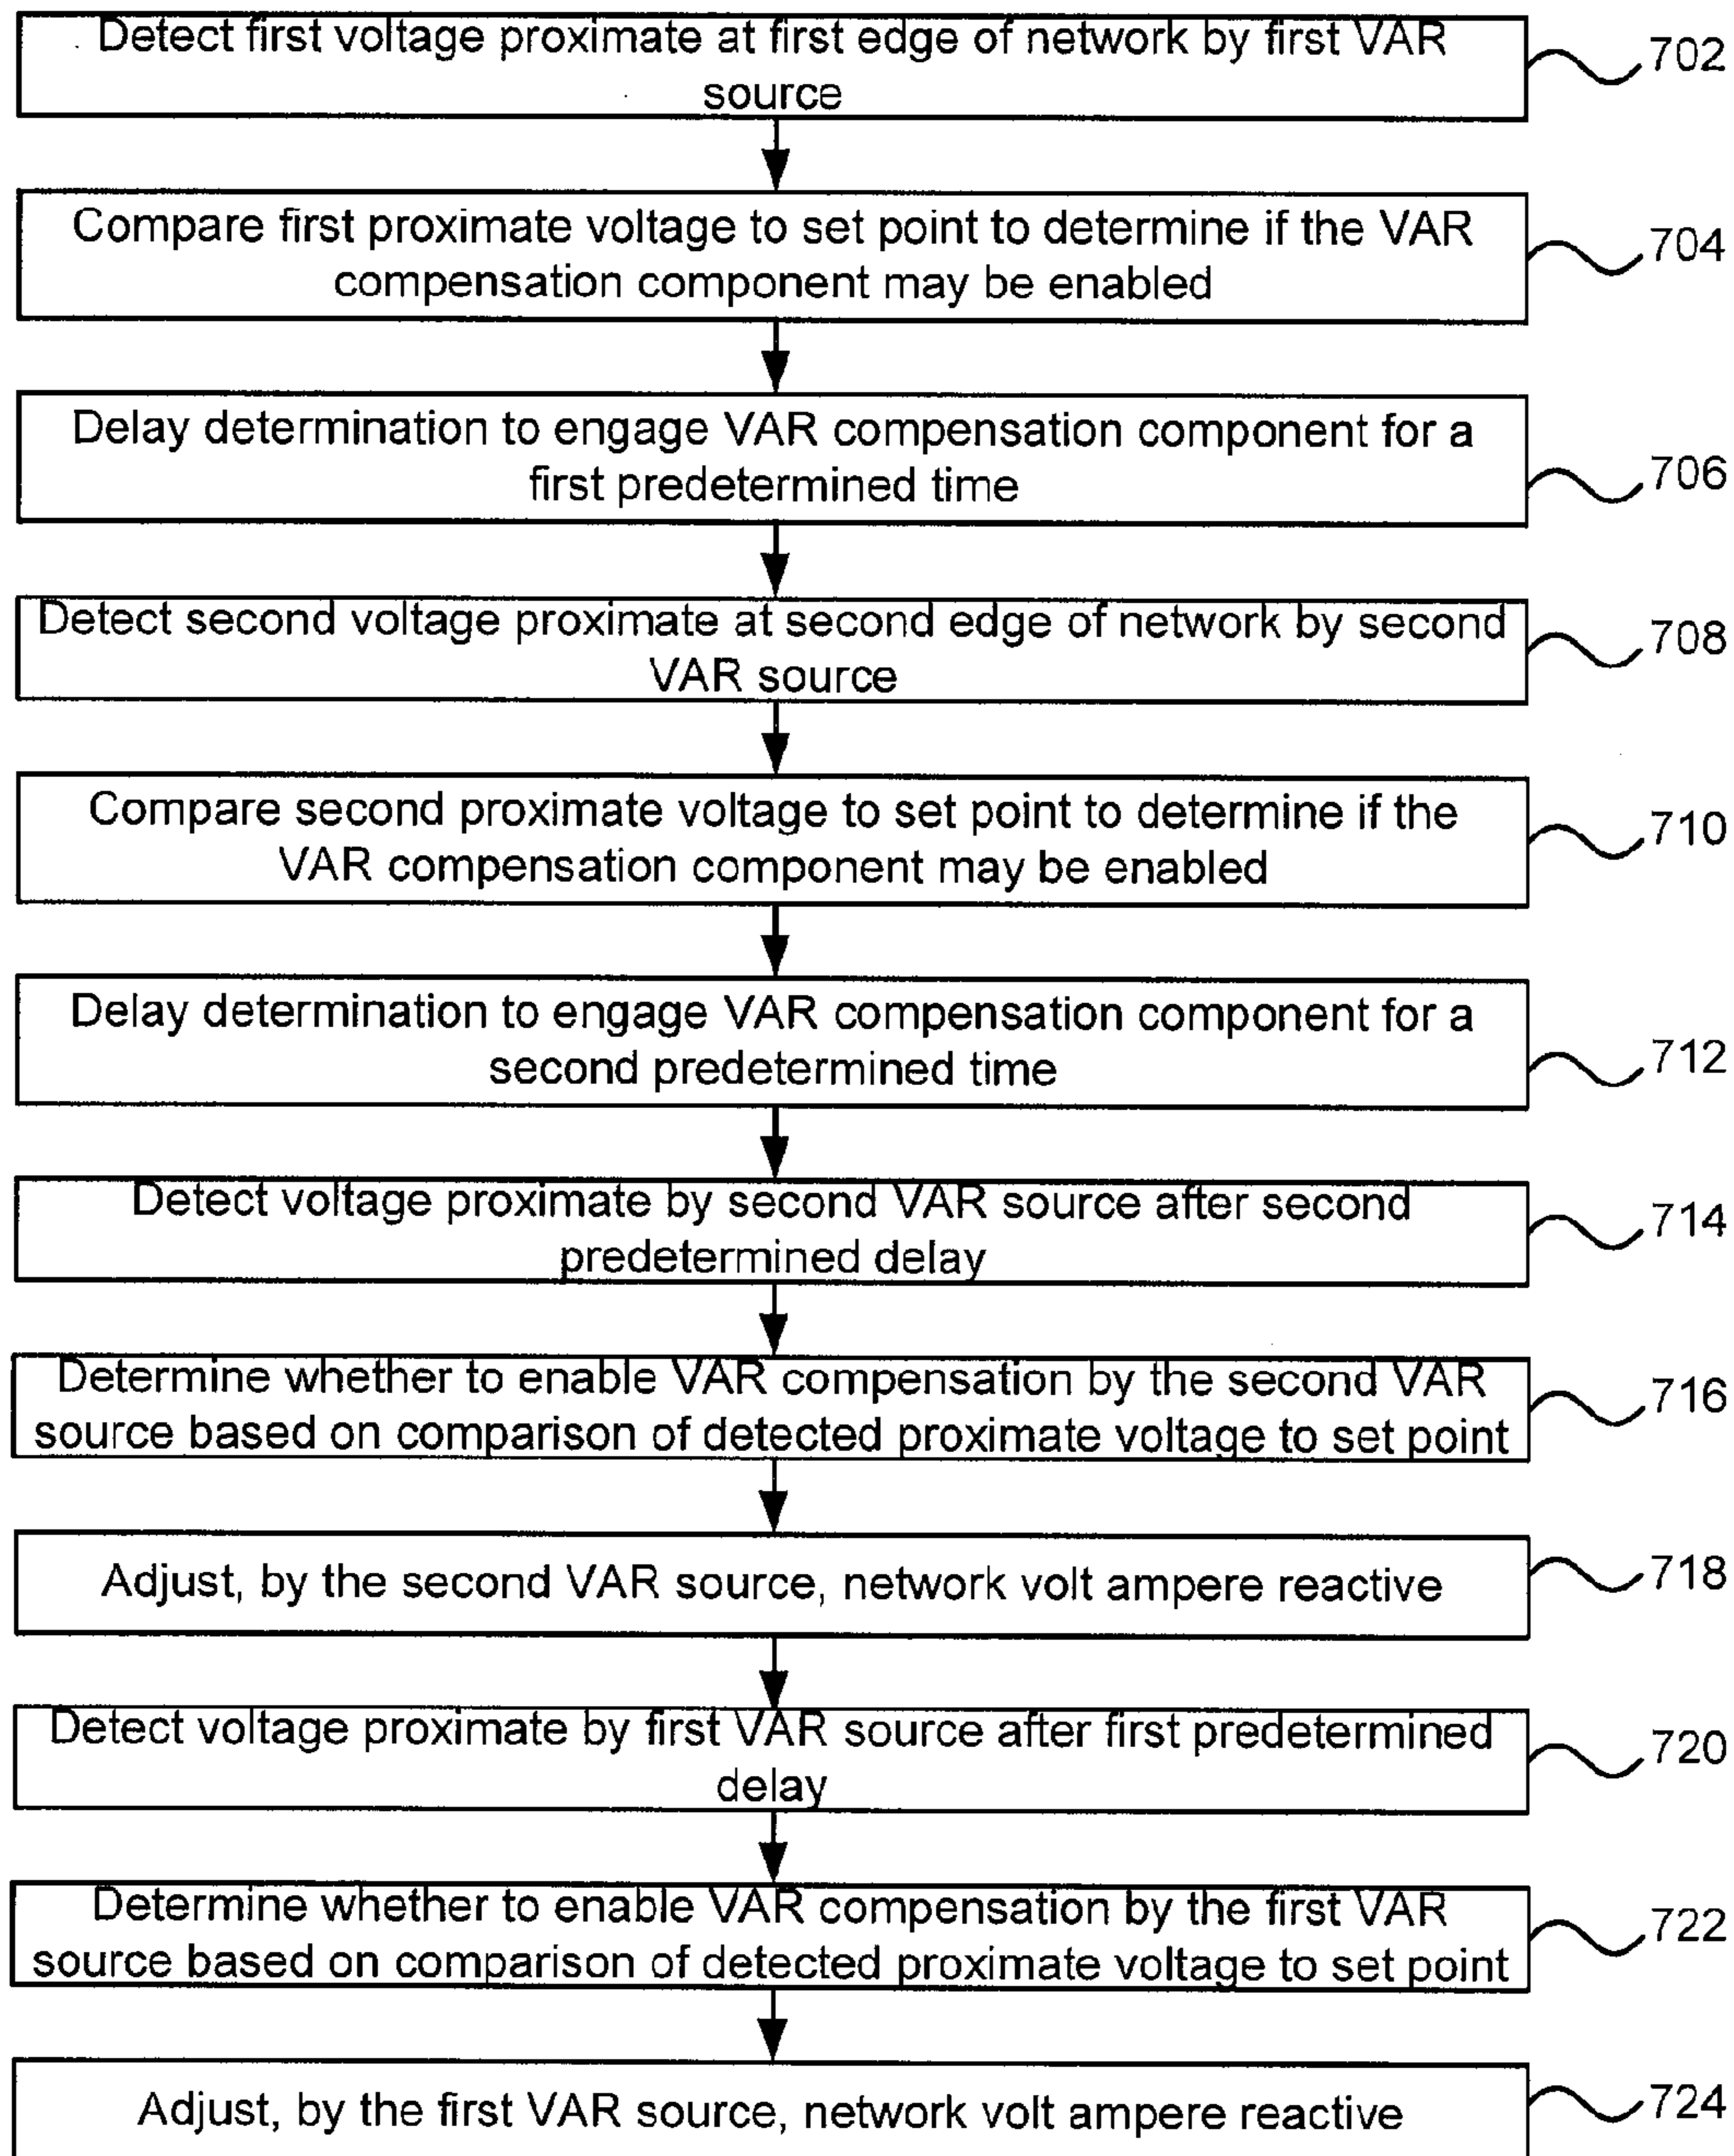 Detect first voltage proximate at first edge of network by first VAR
source
702
Compare first proximate voltage to set point to determine if the VAR
compensation component may be enabled
704
Delay determination to engage VAR compensation component for a
first predetermined time
706
Detect second voltage proximate at second edge of network by second
VAR source
708
Compare second proximate voltage to set point to determine if the
VAR compensation component may be enabled
710
Delay determination to engage VAR compensation component for a
second predetermined time
712
Detect voltage proximate by second VAR source after second
predetermined delay
714
Determine whether to enable VAR compensation by the second VAR
source based on comparison of detected proximate voltage to set point
716
Adjust, by the second VAR source, network volt ampere reactive
718
Detect voltage proximate by first VAR source after first predetermined
delay
720
Determine whether to enable VAR compensation by the first VAR
source based on comparison of detected proximate voltage to set point
722
Adjust, by the first VAR source, network volt ampere reactive
724